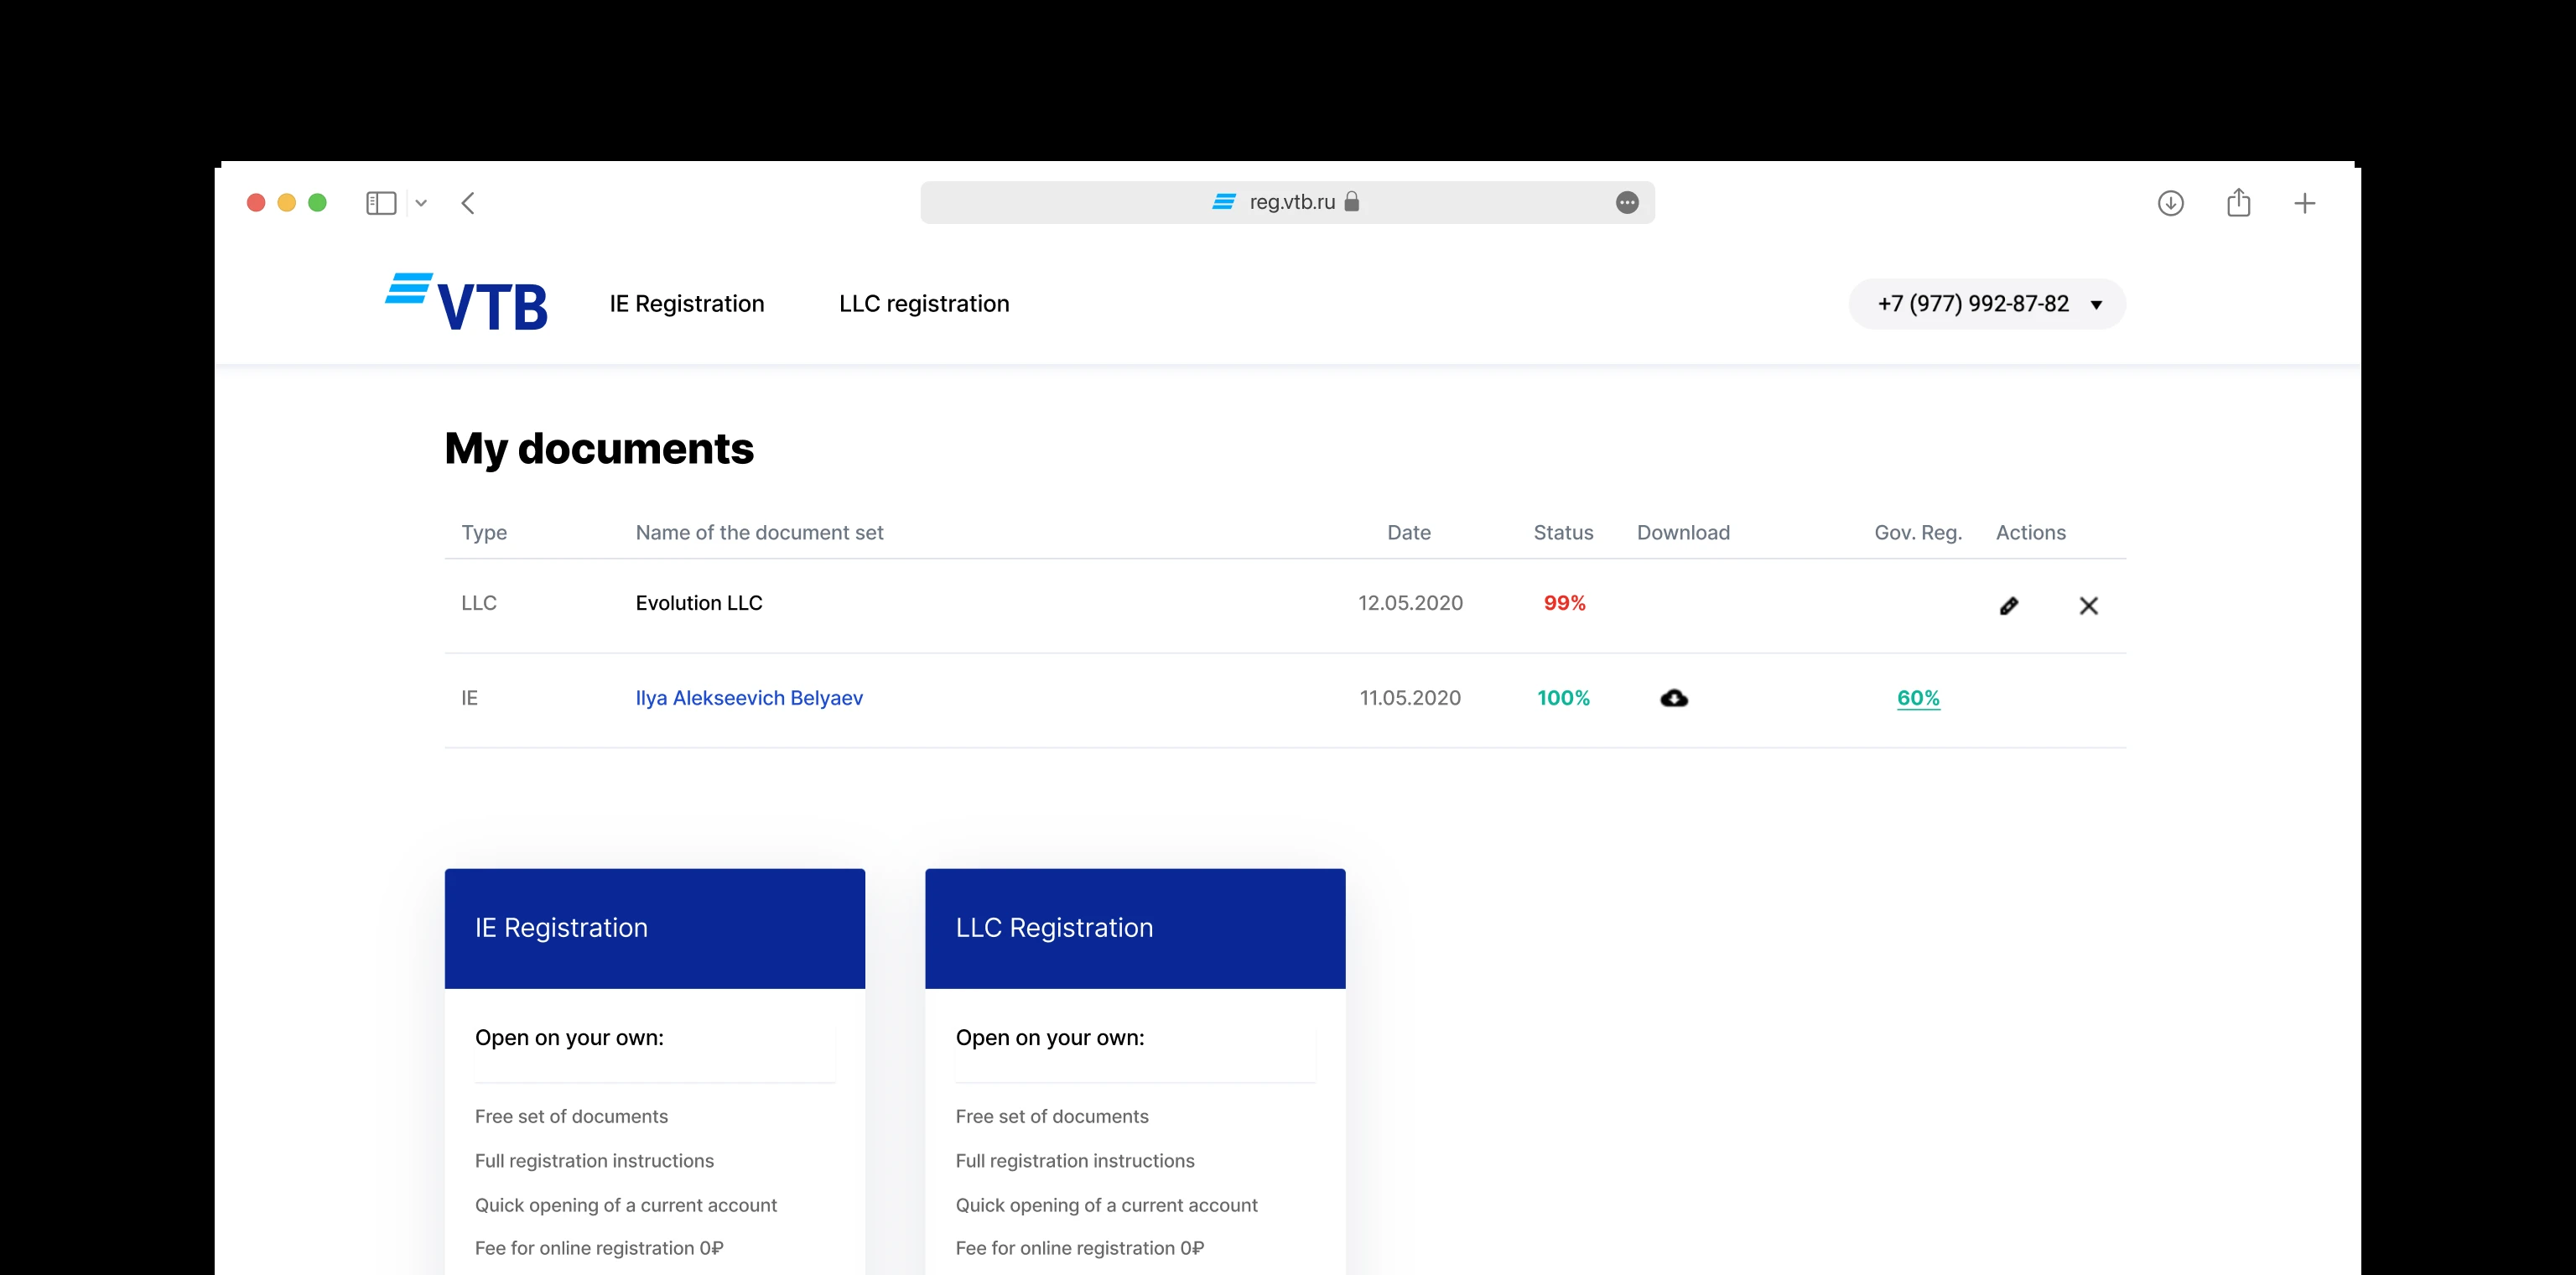 reg.vtb.ru
VTB IE Registration LLC registration +7 (977) 992-87-82
My documents
Type Name of the document set Date Status Download Gov. Reg. Actions
LLC Evolution LLC 12.05.2020 99%
IE Ilya Alekseevich Belyaev 11.05.2020 100% 60%
IE Registration
Open on your own:
Free set of documents
Full registration instructions
Quick opening of a current account
Fee for online registration 0₽
LLC Registration
Open on your own:
Free set of documents
Full registration instructions
Quick opening of a current account
Fee for online registration 0₽